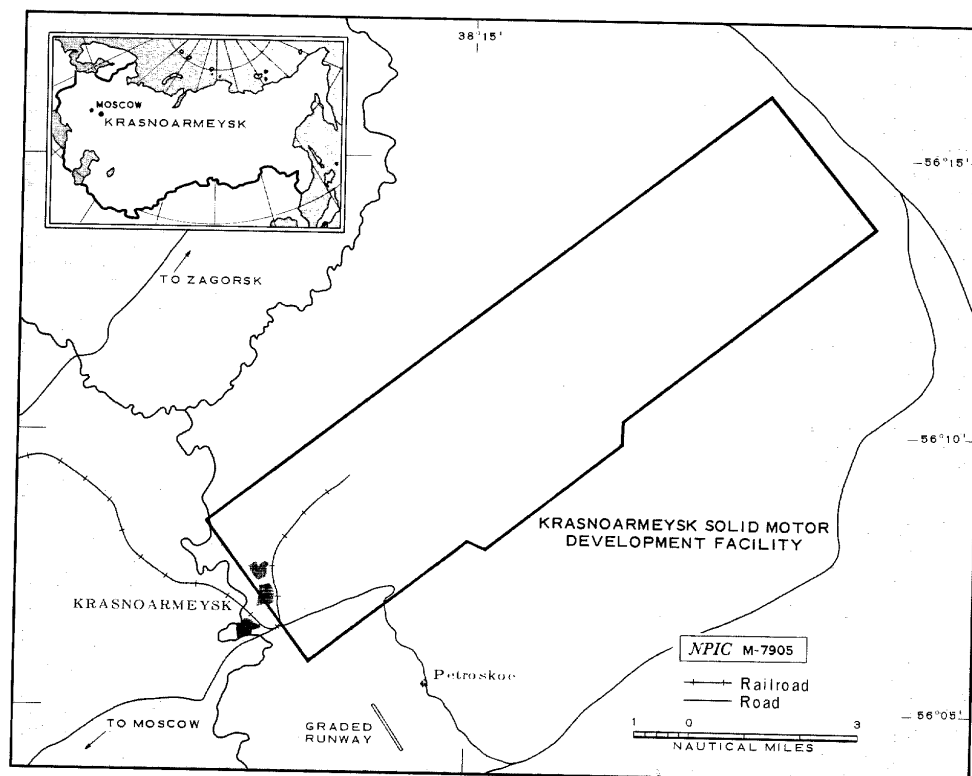 38°15'
MOSCOW
KRASNOARMEYSK
56°15'
TO ZAGORSK
56°10'
KRASNOARMEYSK SOLID MOTOR
DEVELOPMENT FACILITY
KRASNOARMEYSK
NPIC M-7905
Petroskoe
Railroad
Road
TO MOSCOW
GRADED
RUNWAY
56°05'
1 0 3
NAUTICAL MILES